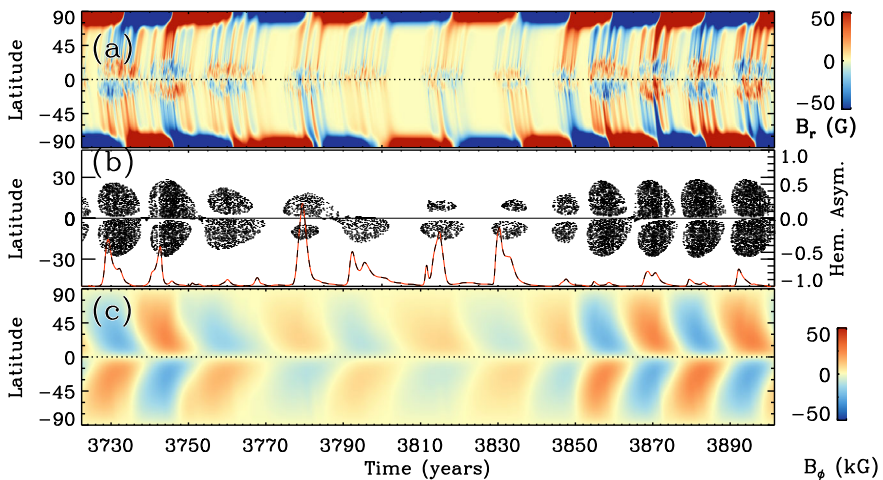 (a)
Latitude
90
45
0
−45
−90
50
0
−50
B_r (G)
(b)
Latitude
30
0
−30
1.0
0.5
0.0
−0.5
−1.0
Hem. Asym.
(c)
Latitude
90
45
0
−45
−90
50
0
−50
B_ϕ (kG)
3730 3750 3770 3790 3810 3830 3850 3870 3890
Time (years)